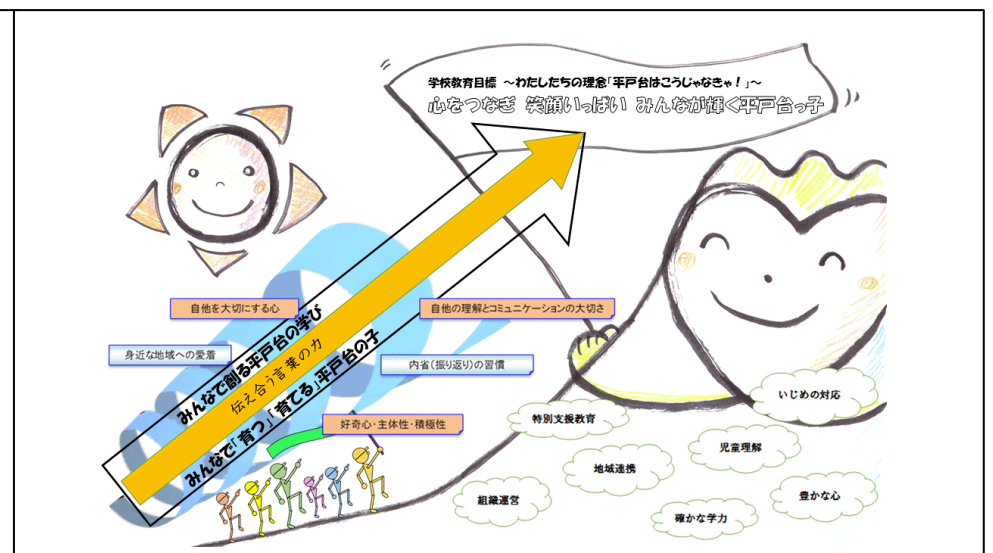 学校教育目標 ～わたしたちの理念「平戸台はこうじゃなきゃ！」～
心をつなぎ 笑顔いっぱい みんなが輝く平戸台っ子
自他を大切にする心
自他の理解とコミュニケーションの大切さ
身近な地域への愛着
内省（振り返り）の習慣
みんなで創る平戸台の学び
伝え合う言葉の力
みんなで「育つ」「育てる」平戸台の子
好奇心・主体性・積極性
いじめの対応
特別支援教育
児童理解
地域連携
組織運営
豊かな心
確かな学力